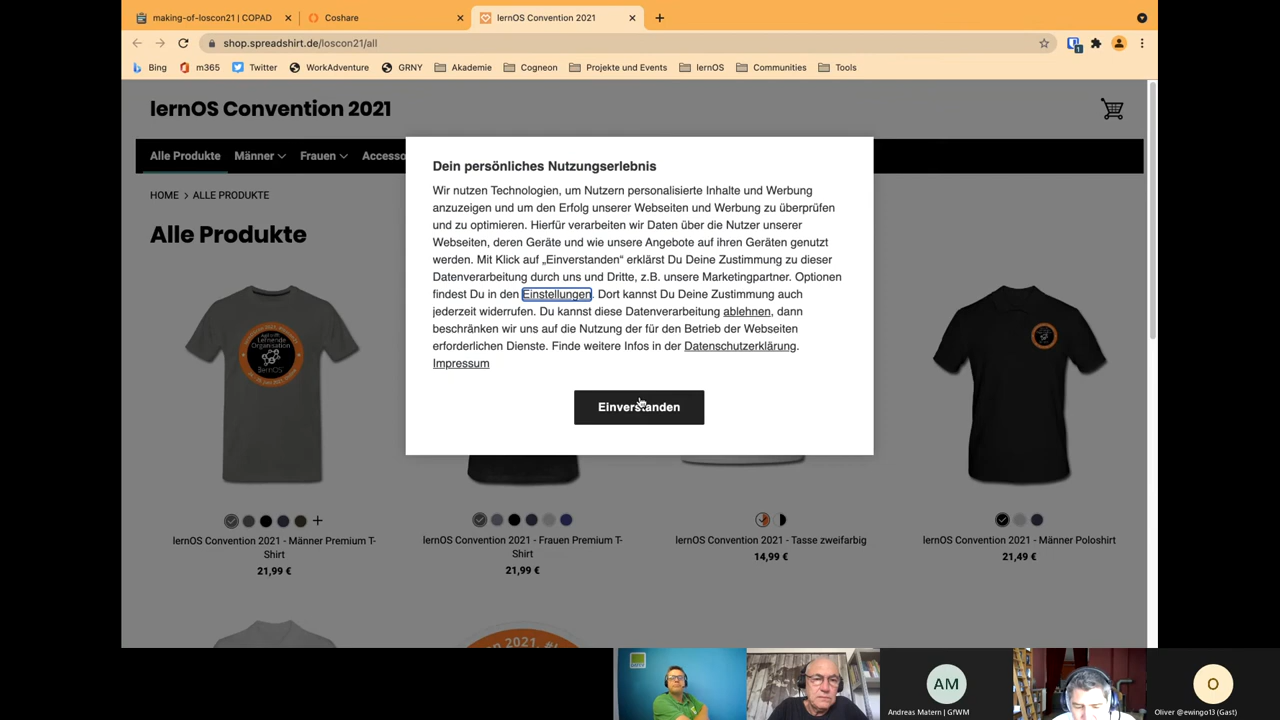 making-of-loscon21 | COPAD
Coshare
lernOS Convention 2021
shop.spreadshirt.de/loscon21/all
1
Bing
m365
Twitter
WorkAdventure
GRNY
Akademie
Cogneon
Projekte und Events
lernOS
Communities
Tools
lernOS Convention 2021
Alle Produkte
Männer
Frauen
Accesso
HOME > ALLE PRODUKTE
Alle Produkte
Dein persönliches Nutzungserlebnis
Wir nutzen Technologien, um Nutzern personalisierte Inhalte und Werbung
anzuzeigen und um den Erfolg unserer Webseiten und Werbung zu überprüfen
und zu optimieren. Hierfür verarbeiten wir Daten über die Nutzer unserer
Webseiten, deren Geräte und wie unsere Angebote auf ihren Geräten genutzt
werden. Mit Klick auf „Einverstanden“ erklärst Du Deine Zustimmung zu dieser
Datenverarbeitung durch uns und Dritte, z.B. unsere Marketingpartner. Optionen
findest Du in den Einstellungen. Dort kannst Du Deine Zustimmung auch
jederzeit widerrufen. Du kannst diese Datenverarbeitung ablehnen, dann
beschränken wir uns auf die Nutzung der für den Betrieb der Webseiten
erforderlichen Dienste. Finde weitere Infos in der Datenschutzerklärung.
Impressum
Einverstanden
Lernende
Organisation
lernOS Convention 2021 - Männer Premium T-
Shirt
21,99 €
lernOS Convention 2021 - Frauen Premium T-
Shirt
21,99 €
lernOS Convention 2021 - Tasse zweifarbig
14,99 €
lernOS Convention 2021 - Männer Poloshirt
21,49 €
AM
Andreas Matern | GfWM
O
Oliver @ewingo13 (Gast)